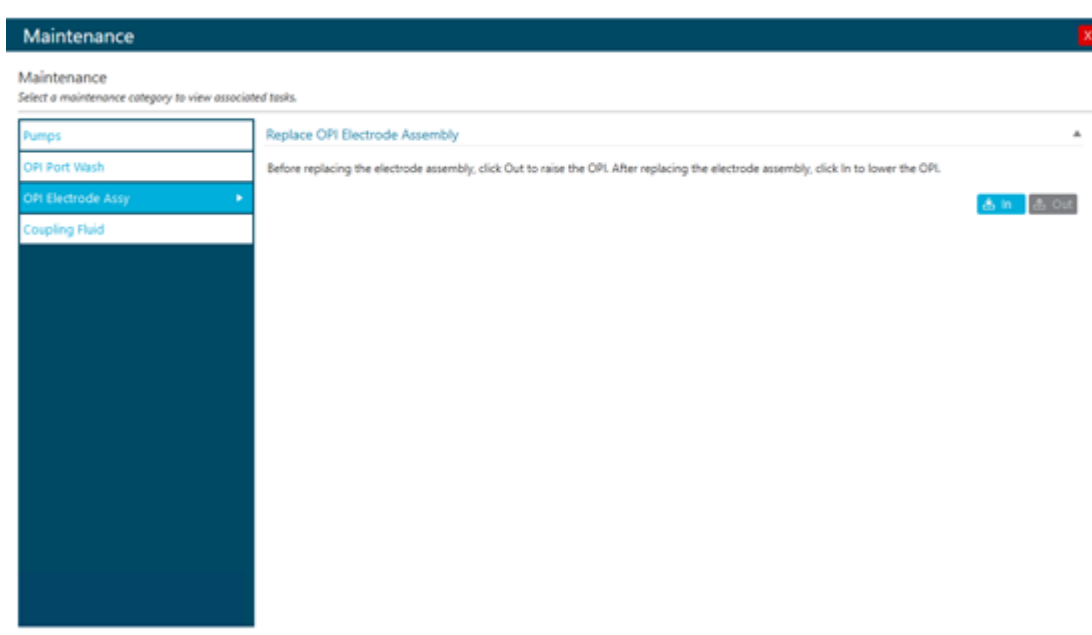 Maintenance
X
Maintenance
Select a maintenance category to view associated tasks.
Pumps
OPI Port Wash
OPI Electrode Assy
Coupling Fluid
Replace OPI Electrode Assembly
Before replacing the electrode assembly, click Out to raise the OPI. After replacing the electrode assembly, click In to lower the OPI.
In
Out